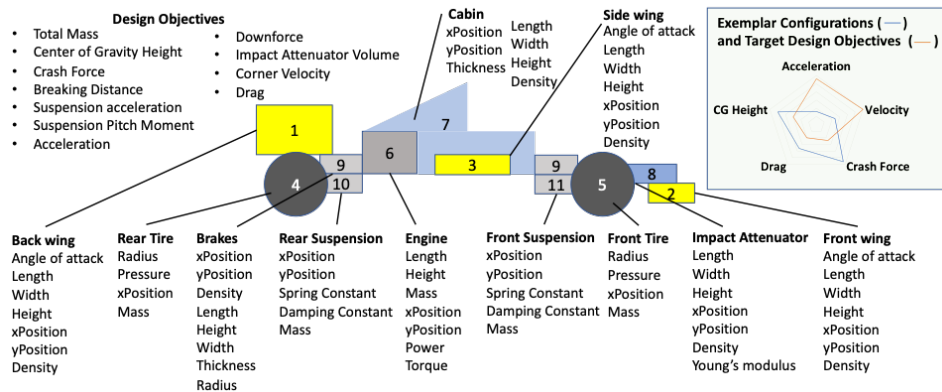 Design Objectives
• Total Mass
• Center of Gravity Height
• Crash Force
• Breaking Distance
• Suspension acceleration
• Suspension Pitch Moment
• Acceleration
• Downforce
• Impact Attenuator Volume
• Corner Velocity
• Drag
Cabin
xPosition
yPosition
Thickness
Length
Width
Height
Density
Side wing
Angle of attack
Length
Width
Height
xPosition
yPosition
Density
Exemplar Configurations ( — )
and Target Design Objectives ( — )
Acceleration
CG Height
Velocity
Drag
Crash Force
1
7
6
3
9
9
8
4
10
11
5
2
Back wing
Angle of attack
Length
Width
Height
xPosition
yPosition
Density
Rear Tire
Radius
Pressure
xPosition
Mass
Brakes
xPosition
yPosition
Density
Length
Height
Width
Thickness
Radius
Rear Suspension
xPosition
yPosition
Spring Constant
Damping Constant
Mass
Engine
Length
Height
Mass
xPosition
yPosition
Power
Torque
Front Suspension
xPosition
yPosition
Spring Constant
Damping Constant
Mass
Front Tire
Radius
Pressure
xPosition
Mass
Impact Attenuator
Length
Width
Height
xPosition
yPosition
Density
Young's modulus
Front wing
Angle of attack
Length
Width
Height
xPosition
yPosition
Density